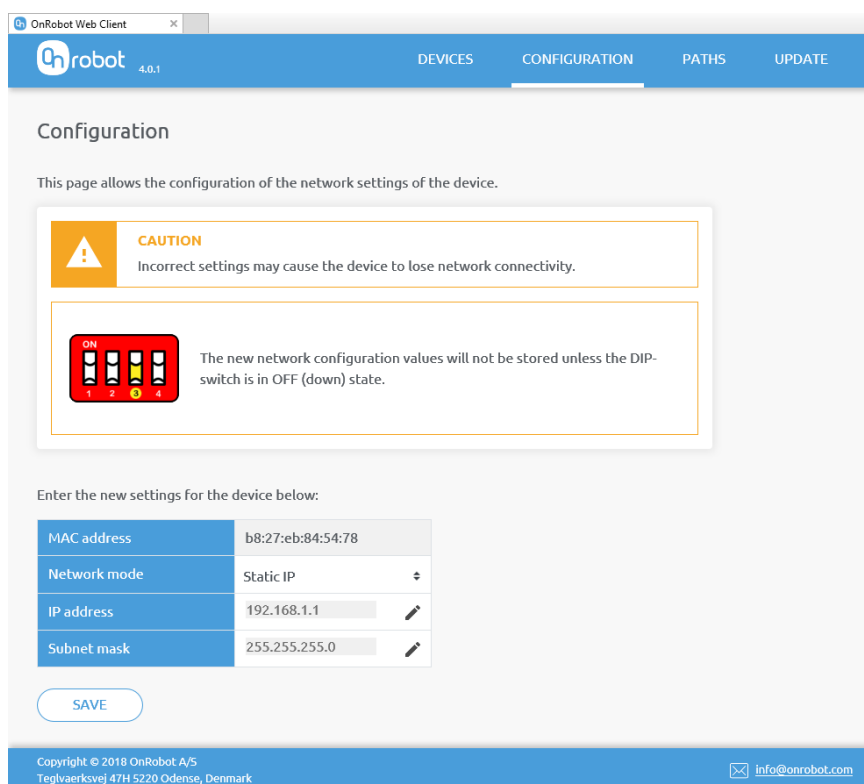 OnRobot Web Client
OnRobot 4.0.1
DEVICES CONFIGURATION PATHS UPDATE
Configuration
This page allows the configuration of the network settings of the device.
CAUTION
Incorrect settings may cause the device to lose network connectivity.
ON
1 2 3 4
The new network configuration values will not be stored unless the DIP-
switch is in OFF (down) state.
Enter the new settings for the device below:
MAC address b8:27:eb:84:54:78
Network mode Static IP
IP address 192.168.1.1
Subnet mask 255.255.255.0
SAVE
Copyright © 2018 OnRobot A/S
Teglvaerksvej 47H 5220 Odense, Denmark
info@onrobot.com